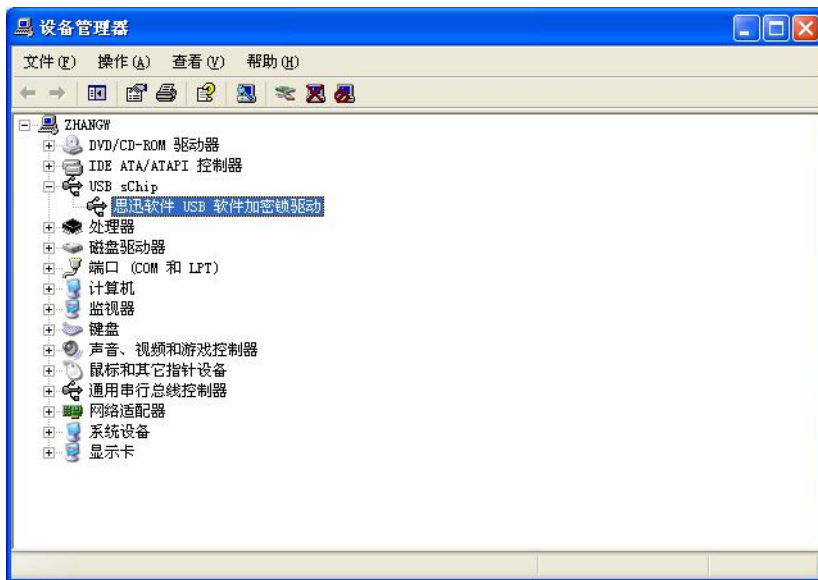 设备管理器
文件(F) 操作(A) 查看(V) 帮助(H)
ZHANGW
DVD/CD-ROM 驱动器
IDE ATA/ATAPI 控制器
USB sChip
思迅软件 USB 软件加密锁驱动
处理器
磁盘驱动器
端口 (COM 和 LPT)
计算机
监视器
键盘
声音、视频和游戏控制器
鼠标和其它指针设备
通用串行总线控制器
网络适配器
系统设备
显示卡